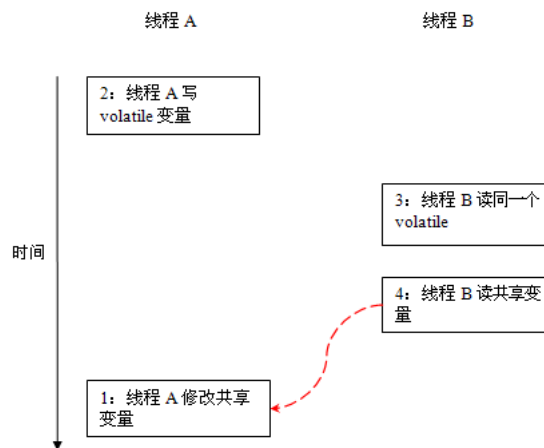 线程 A
线程 B
2：线程 A 写
volatile 变量
3：线程 B 读同一个
volatile
时间
4：线程 B 读共享变
量
1：线程 A 修改共享
变量